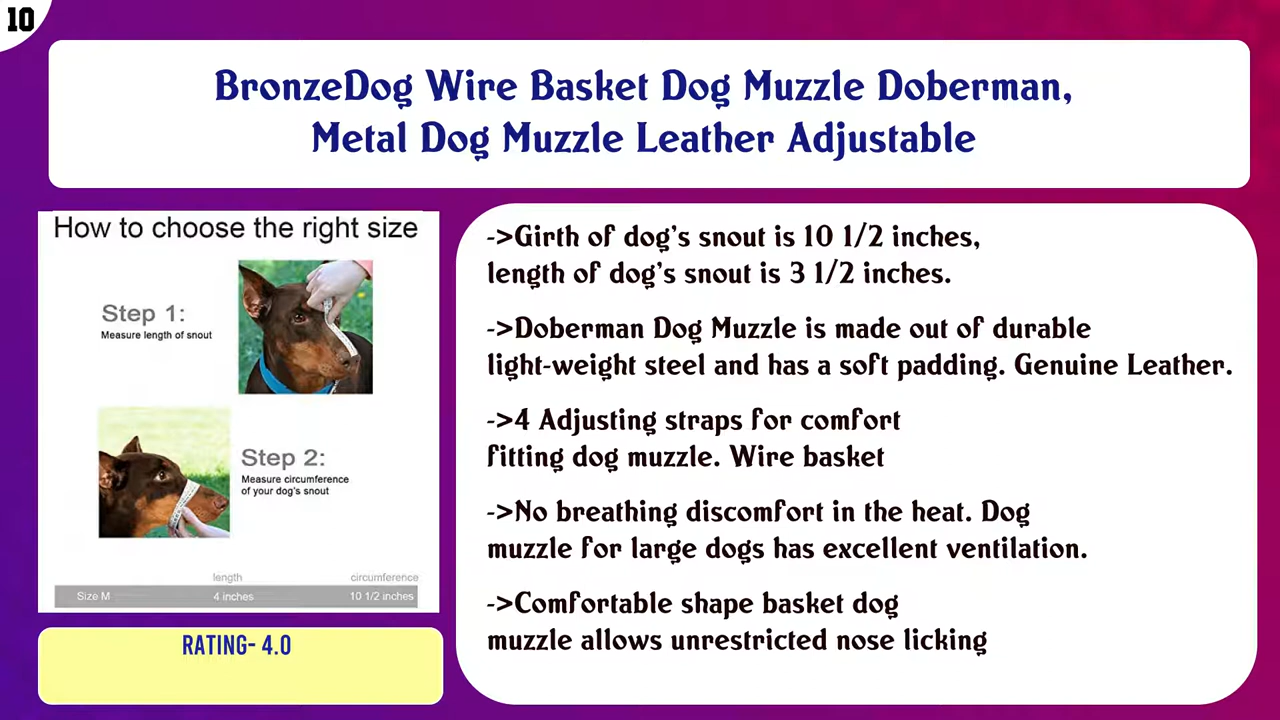 10
BronzeDog Wire Basket Dog Muzzle Doberman,
Metal Dog Muzzle Leather Adjustable
How to choose the right size
Step 1:
Measure length of snout
Step 2:
Measure circumference
of your dog's snout
length circumference
Size M 4 inches 10 1/2 inches
RATING- 4.0
->Girth of dog's snout is 10 1/2 inches,
length of dog's snout is 3 1/2 inches.
->Doberman Dog Muzzle is made out of durable
light-weight steel and has a soft padding. Genuine Leather.
->4 Adjusting straps for comfort
fitting dog muzzle. Wire basket
->No breathing discomfort in the heat. Dog
muzzle for large dogs has excellent ventilation.
->Comfortable shape basket dog
muzzle allows unrestricted nose licking